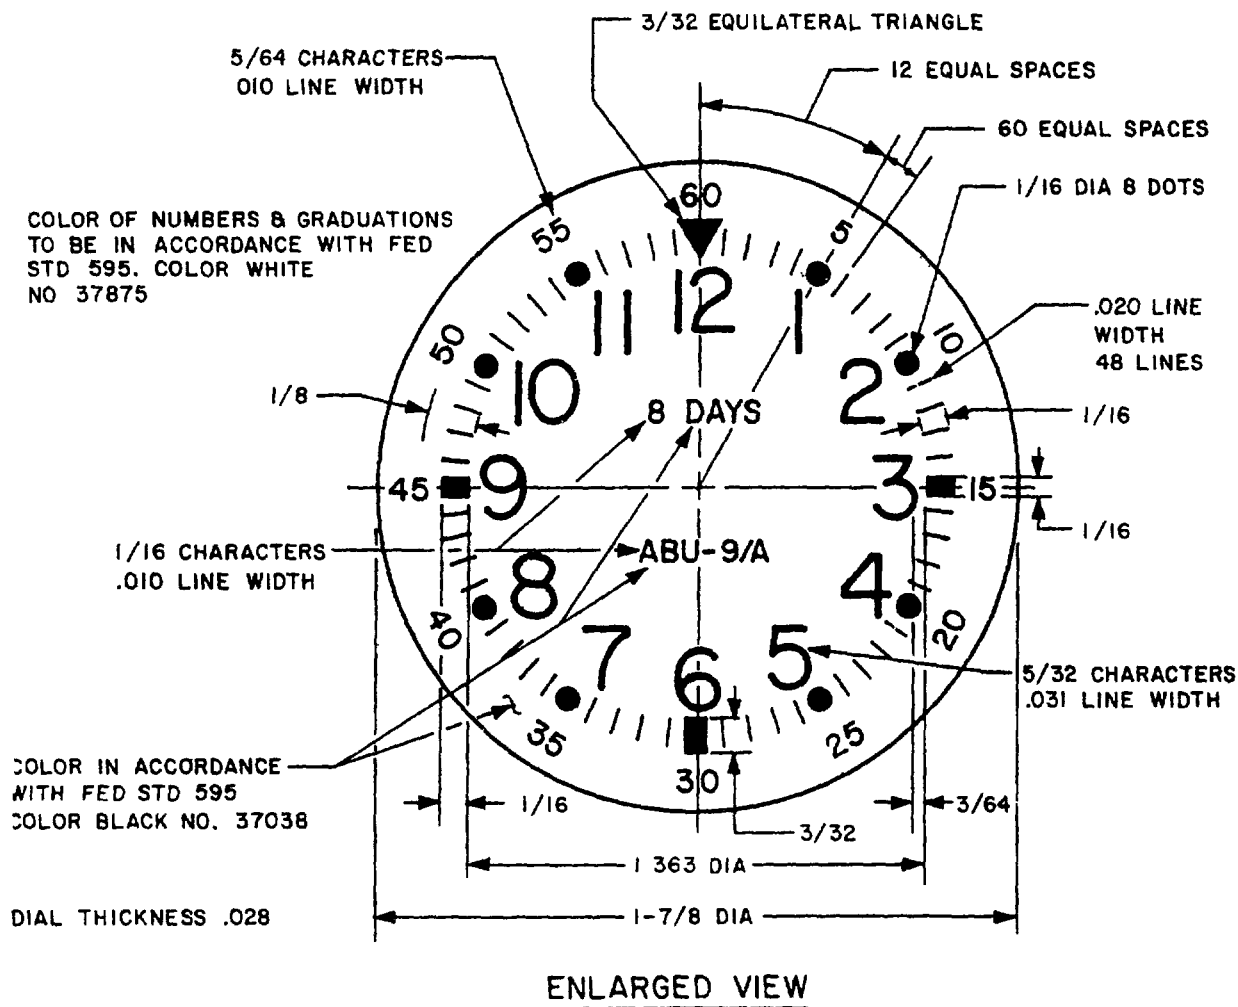 3/32 EQUILATERAL TRIANGLE
5/64 CHARACTERS
010 LINE WIDTH
12 EQUAL SPACES
60 EQUAL SPACES
1/16 DIA 8 DOTS
COLOR OF NUMBERS & GRADUATIONS
TO BE IN ACCORDANCE WITH FED
STD 595. COLOR WHITE
NO 37875
60
5
10
15
20
25
30
35
40
45
50
55
12
1
2
3
4
5
6
7
8
9
10
11
8 DAYS
ABU-9/A
.020 LINE
WIDTH
48 LINES
1/8
1/16
1/16
1/16 CHARACTERS
.010 LINE WIDTH
5/32 CHARACTERS
.031 LINE WIDTH
COLOR IN ACCORDANCE
WITH FED STD 595
COLOR BLACK NO. 37038
1/16
3/64
3/32
1 363 DIA
DIAL THICKNESS .028
1-7/8 DIA
ENLARGED VIEW